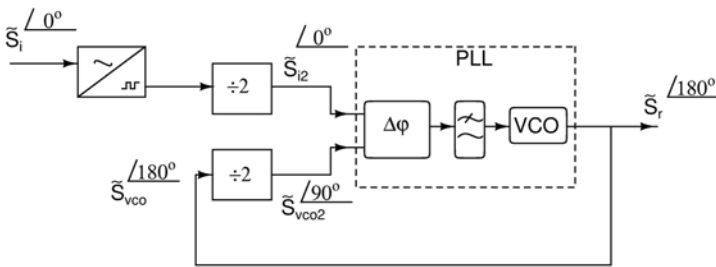 S̃i ∠0º
÷2
S̃i2 ∠0º
PLL
Δφ
VCO
S̃r ∠180º
S̃vco ∠180º
÷2
S̃vco2 ∠90º